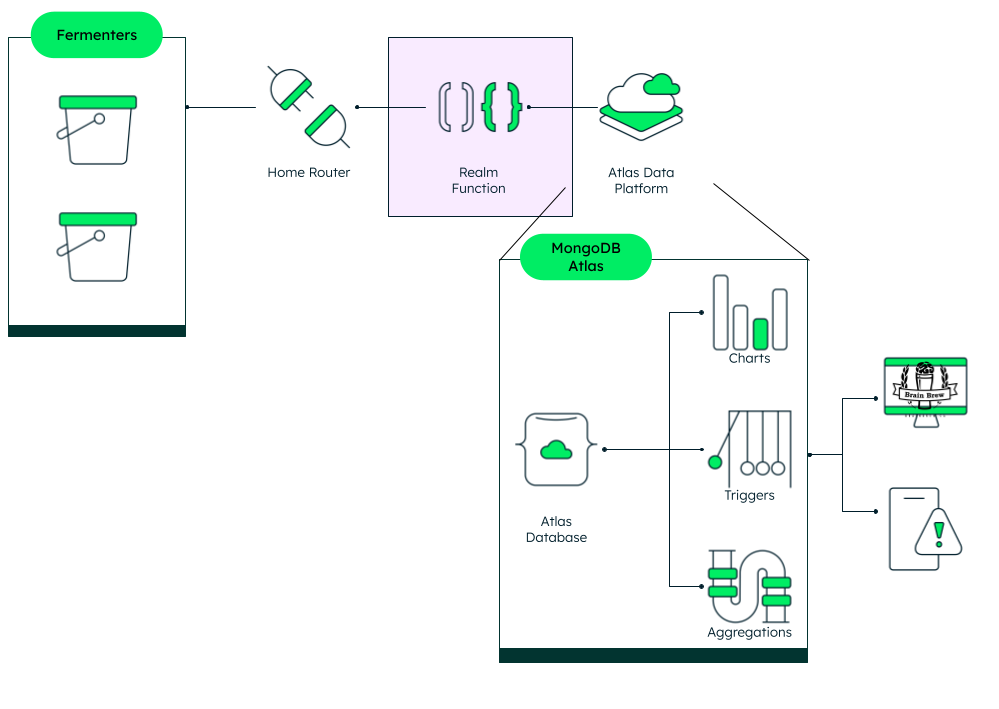 Fermenters
Home Router
Realm
Function
Atlas Data
Platform
MongoDB
Atlas
Charts
Brain Brew
Atlas
Database
Triggers
Aggregations